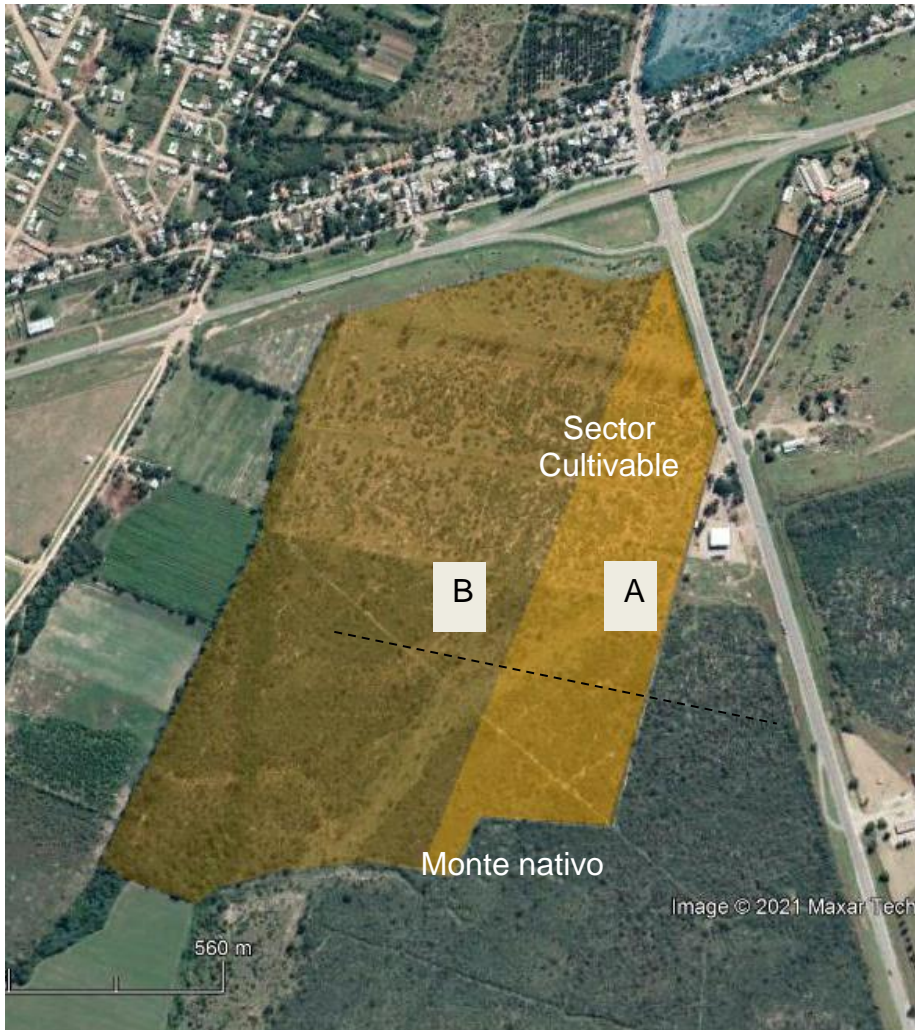 Sector
Cultivable
B
A
Monte nativo
Image © 2021 Maxar Tech
560 m